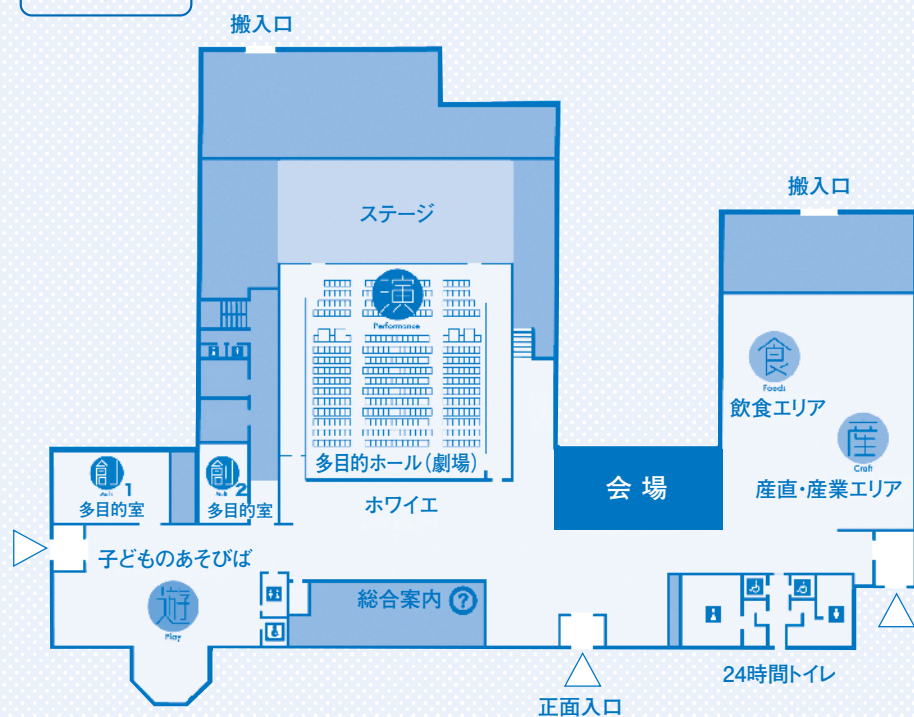 搬入口
搬入口
ステージ
演
Performance
食
Foods
飲食エリア
産
Craft
産直・産業エリア
多目的ホール(劇場)
会場
創
1
多目的室
創
2
多目的室
ホワイエ
子どものあそびば
遊
Play
総合案内
?
24時間トイレ
正面入口